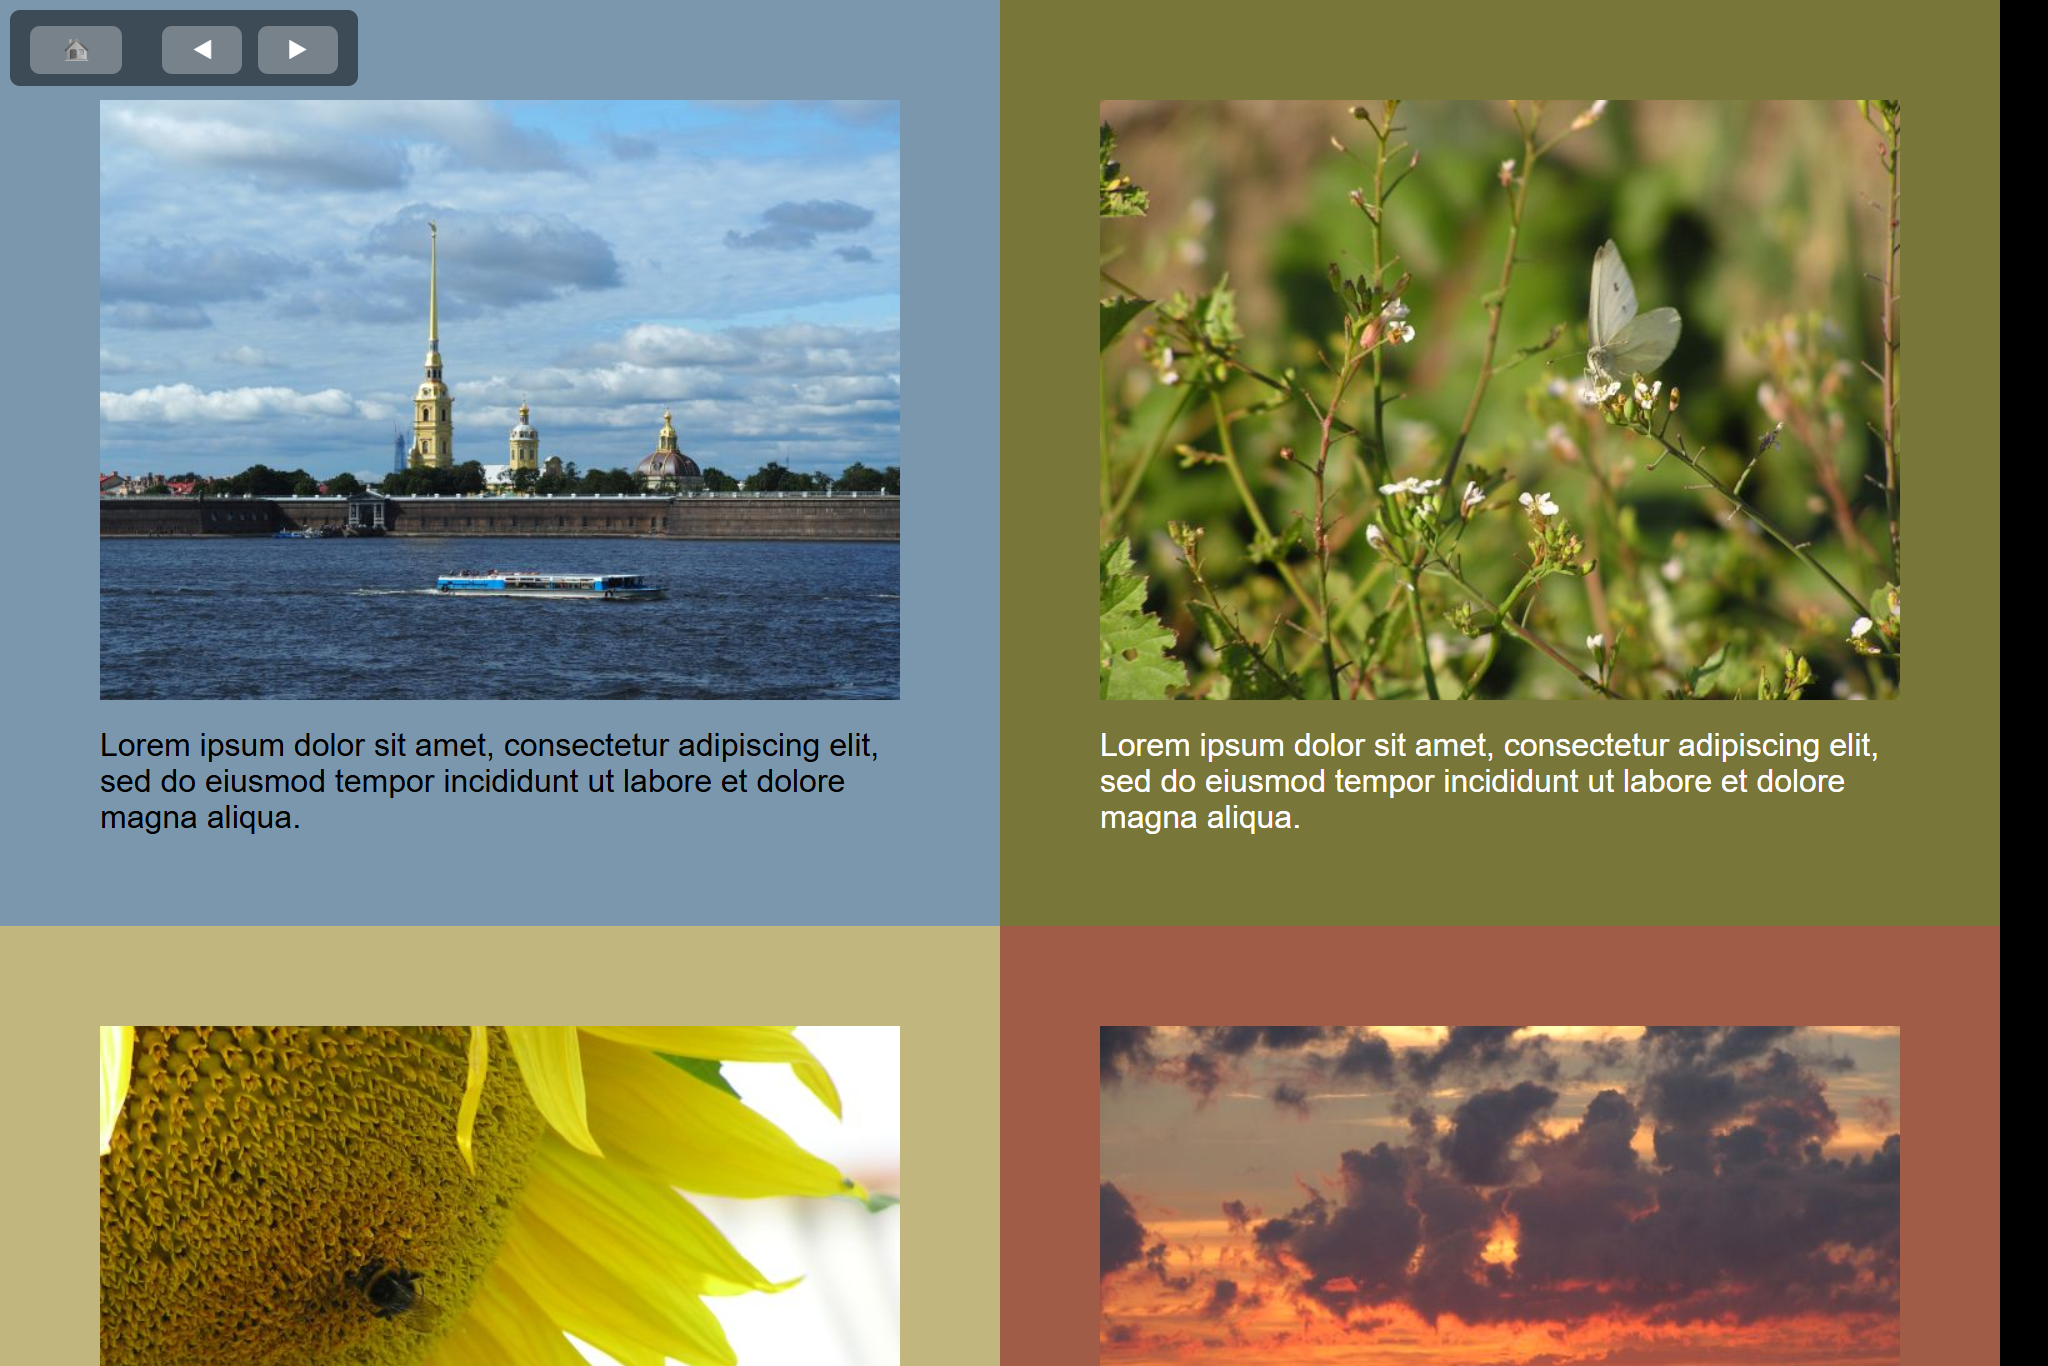 Lorem ipsum dolor sit amet, consectetur adipiscing elit,
sed do eiusmod tempor incididunt ut labore et dolore
magna aliqua.
Lorem ipsum dolor sit amet, consectetur adipiscing elit,
sed do eiusmod tempor incididunt ut labore et dolore
magna aliqua.